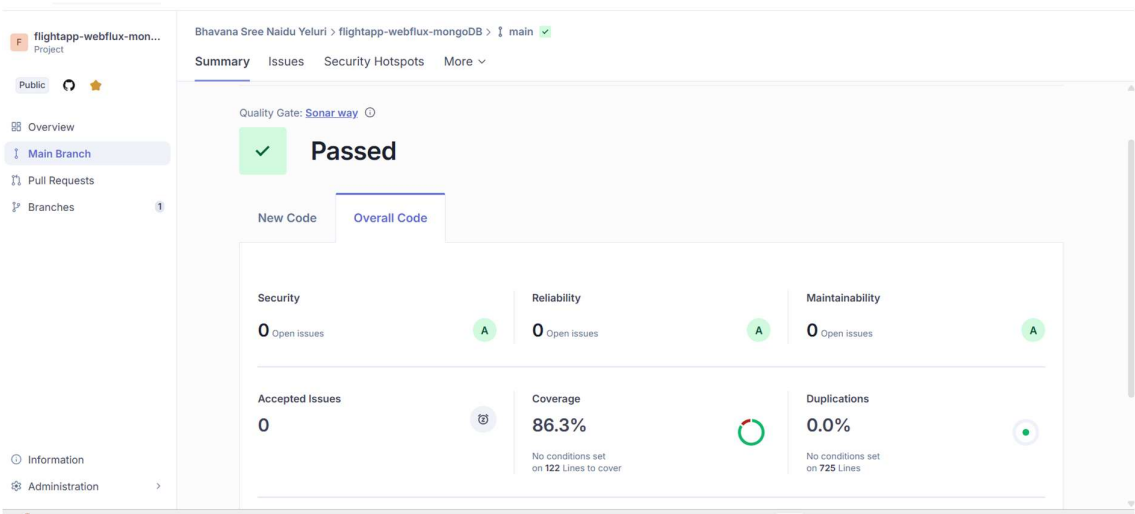 F
flightapp-webflux-mon...
Project
Public
Overview
Main Branch
Pull Requests
Branches 1
Information
Administration
Bhavana Sree Naidu Yeluri > flightapp-webflux-mongoDB > main
Summary Issues Security Hotspots More
Quality Gate: Sonar way
Passed
New Code Overall Code
Security
0 Open issues A
Reliability
0 Open issues A
Maintainability
0 Open issues A
Accepted Issues
0
Coverage
86.3%
No conditions set
on 122 Lines to cover
Duplications
0.0%
No conditions set
on 725 Lines